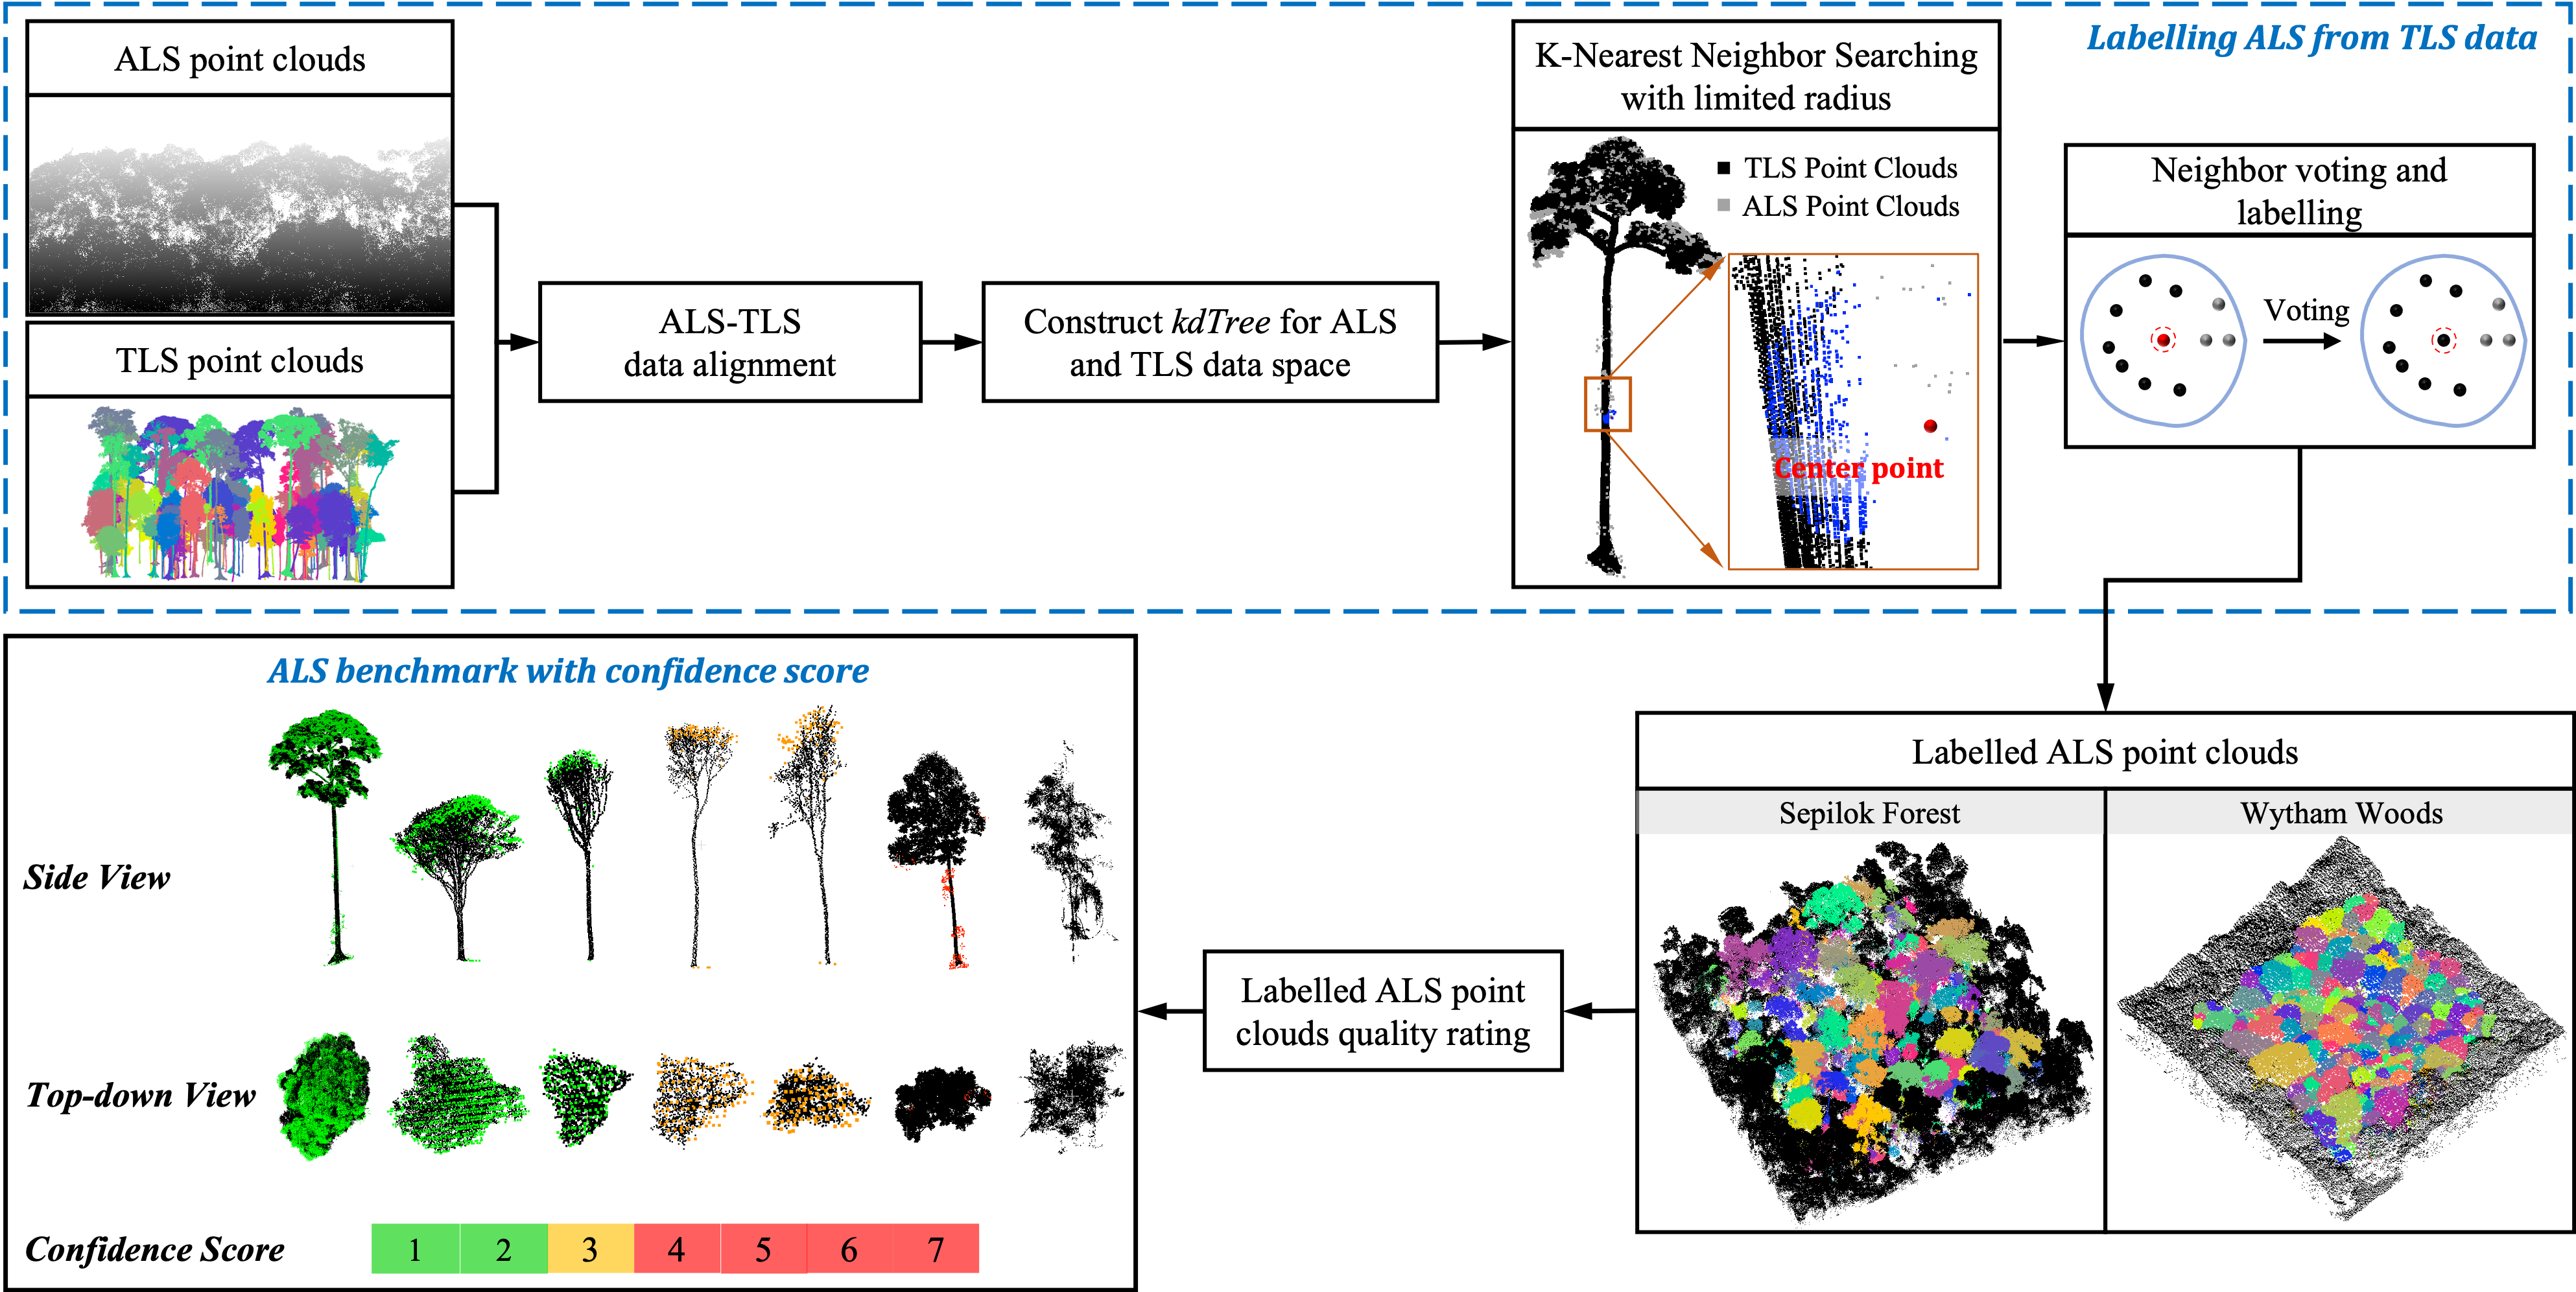 Labelling ALS from TLS data
ALS point clouds
TLS point clouds
ALS-TLS
data alignment
Construct kdTree for ALS
and TLS data space
K-Nearest Neighbor Searching
with limited radius
TLS Point Clouds
ALS Point Clouds
Center point
Neighbor voting and
labelling
Voting
Labelled ALS point clouds
Sepilok Forest
Wytham Woods
Labelled ALS point
clouds quality rating
ALS benchmark with confidence score
Side View
Top-down View
Confidence Score
1 2 3 4 5 6 7